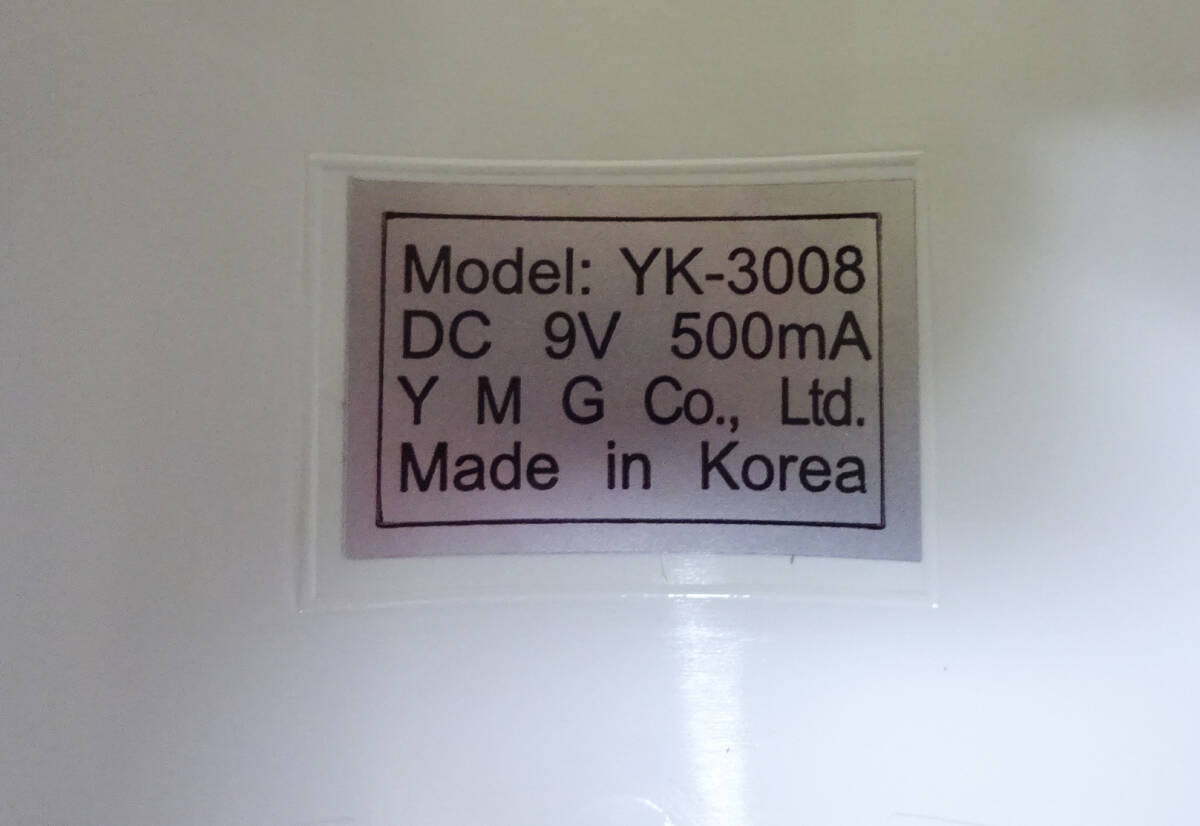 Model: YK-3008
DC 9V 500mA
Y M G Co., Ltd.
Made in Korea